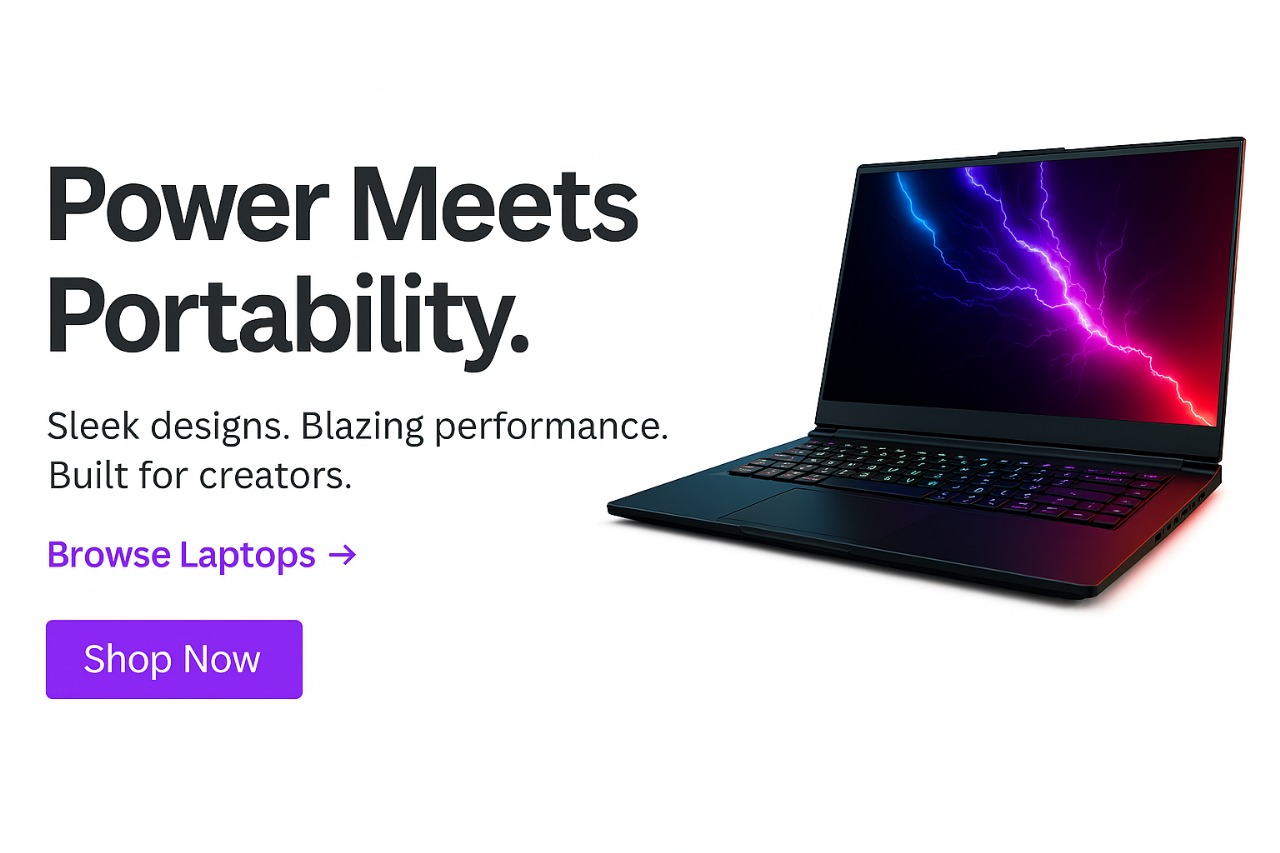 Power Meets
Portability.
Sleek designs. Blazing performance.
Built for creators.
Browse Laptops →
Shop Now